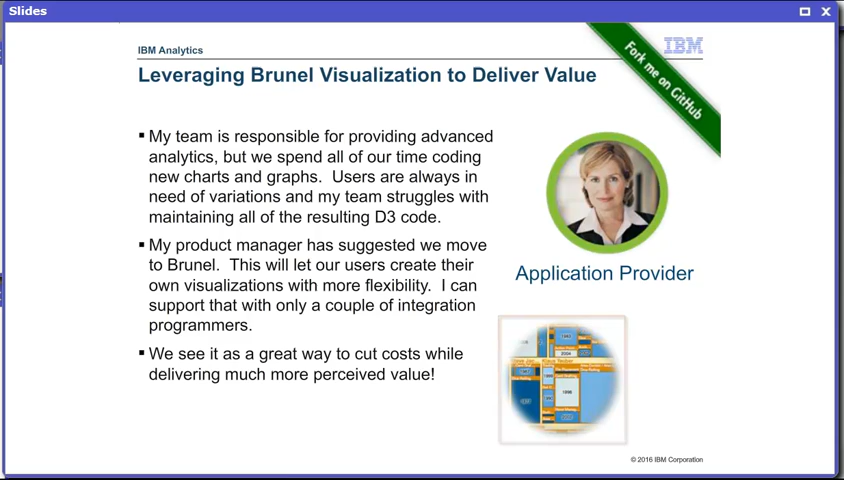 Slides
IBM Analytics
IBM
Fork me on GitHub
Leveraging Brunel Visualization to Deliver Value
▪ My team is responsible for providing advanced
analytics, but we spend all of our time coding
new charts and graphs. Users are always in
need of variations and my team struggles with
maintaining all of the resulting D3 code.
▪ My product manager has suggested we move
to Brunel. This will let our users create their
own visualizations with more flexibility. I can
support that with only a couple of integration
programmers.
▪ We see it as a great way to cut costs while
delivering much more perceived value!
Application Provider
2004
1998
© 2016 IBM Corporation